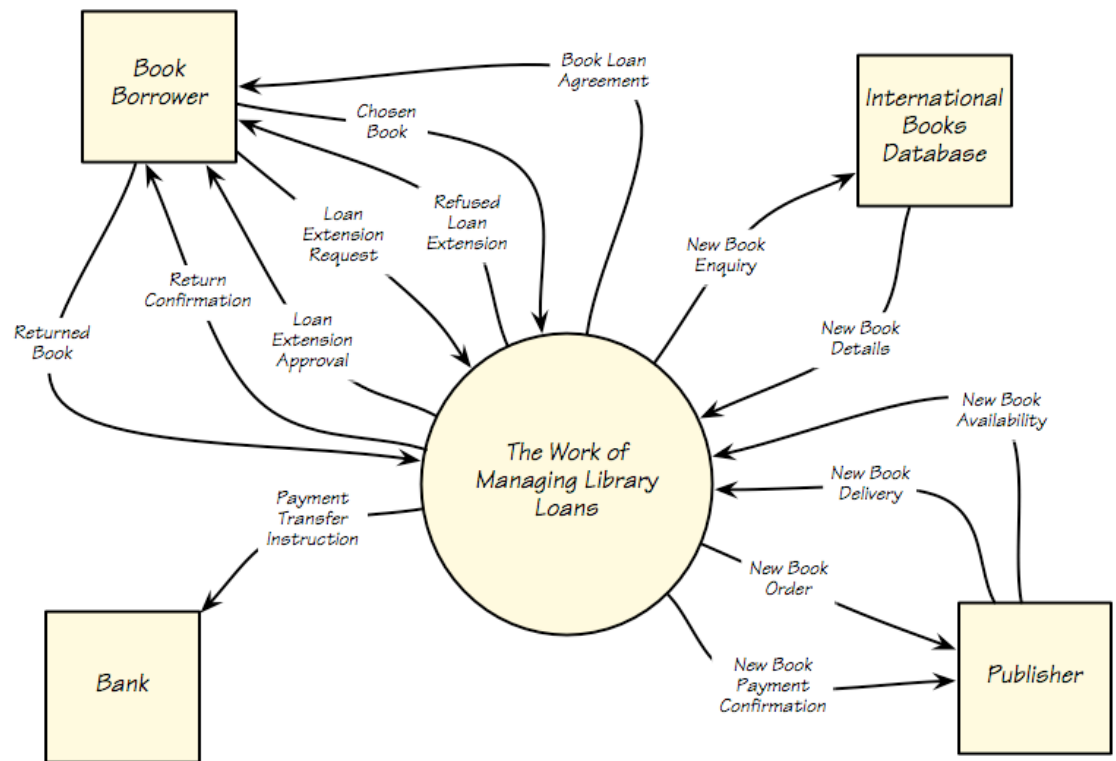 Book
Borrower
Book Loan
Agreement
International
Books
Database
Chosen
Book
Refused
Loan
Extension
Loan
Extension
Request
New Book
Enquiry
Return
Confirmation
Loan
Extension
Approval
Returned
Book
New Book
Details
New Book
Availability
The Work of
Managing Library
Loans
New Book
Delivery
Payment
Transfer
Instruction
New Book
Order
Bank
New Book
Payment
Confirmation
Publisher